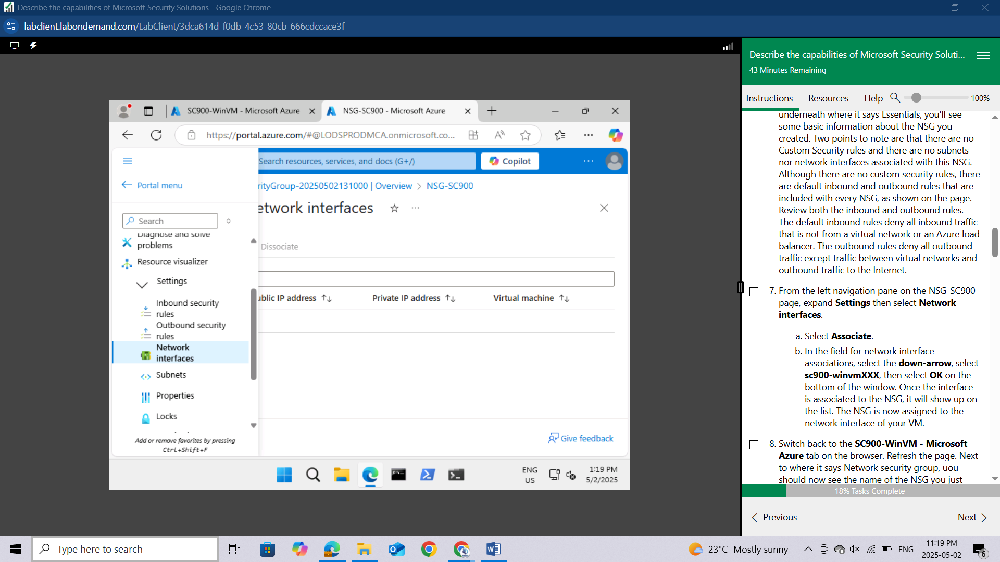 Describe the capabilities of Microsoft Security Solutions - Google Chrome
labclient.labondemand.com/LabClient/3dca614d-f0db-4c53-80cb-666cdccace3f
SC900-WinVM - Microsoft Azure
NSG-SC900 - Microsoft Azure
https://portal.azure.com/#@LODSPRODMCA.onmicrosoft.co...
Search resources, services, and docs (G+/)
Copilot
Portal menu
rityGroup-20250502131000 | Overview > NSG-SC900
etwork interfaces
Search
Dissociate
Diagnose and solve
problems
Resource visualizer
Settings
Inbound security
rules
Outbound security
rules
Network
interfaces
Subnets
Properties
Locks
Add or remove favorites by pressing
Ctrl+Shift+F
ublic IP address
Private IP address
Virtual machine
Give feedback
ENG
US
1:19 PM
5/2/2025
Describe the capabilities of Microsoft Security Soluti...
43 Minutes Remaining
Instructions
Resources
Help
100%
underneath where it says Essentials, you'll see
some basic information about the NSG you
created. Two points to note are that there are no
Custom Security rules and there are no subnets
nor network interfaces associated with this NSG.
Although there are no custom security rules, there
are default inbound and outbound rules that are
included with every NSG, as shown on the page.
Review both the inbound and outbound rules.
The default inbound rules deny all inbound traffic
that is not from a virtual network or an Azure load
balancer. The outbound rules deny all outbound
traffic except traffic between virtual networks and
outbound traffic to the Internet.
7. From the left navigation pane on the NSG-SC900
page, expand Settings then select Network
interfaces.
a. Select Associate.
b. In the field for network interface
associations, select the down-arrow, select
sc900-winvmXXX, then select OK on the
bottom of the window. Once the interface
is associated to the NSG, it will show up on
the list. The NSG is now assigned to the
network interface of your VM.
8. Switch back to the SC900-WinVM - Microsoft
Azure tab on the browser. Refresh the page. Next
to where it says Network security group, uou
should now see the name of the NSG you just
18% Tasks Complete
Previous
Next
Type here to search
23°C Mostly sunny
ENG
11:19 PM
2025-05-02
6